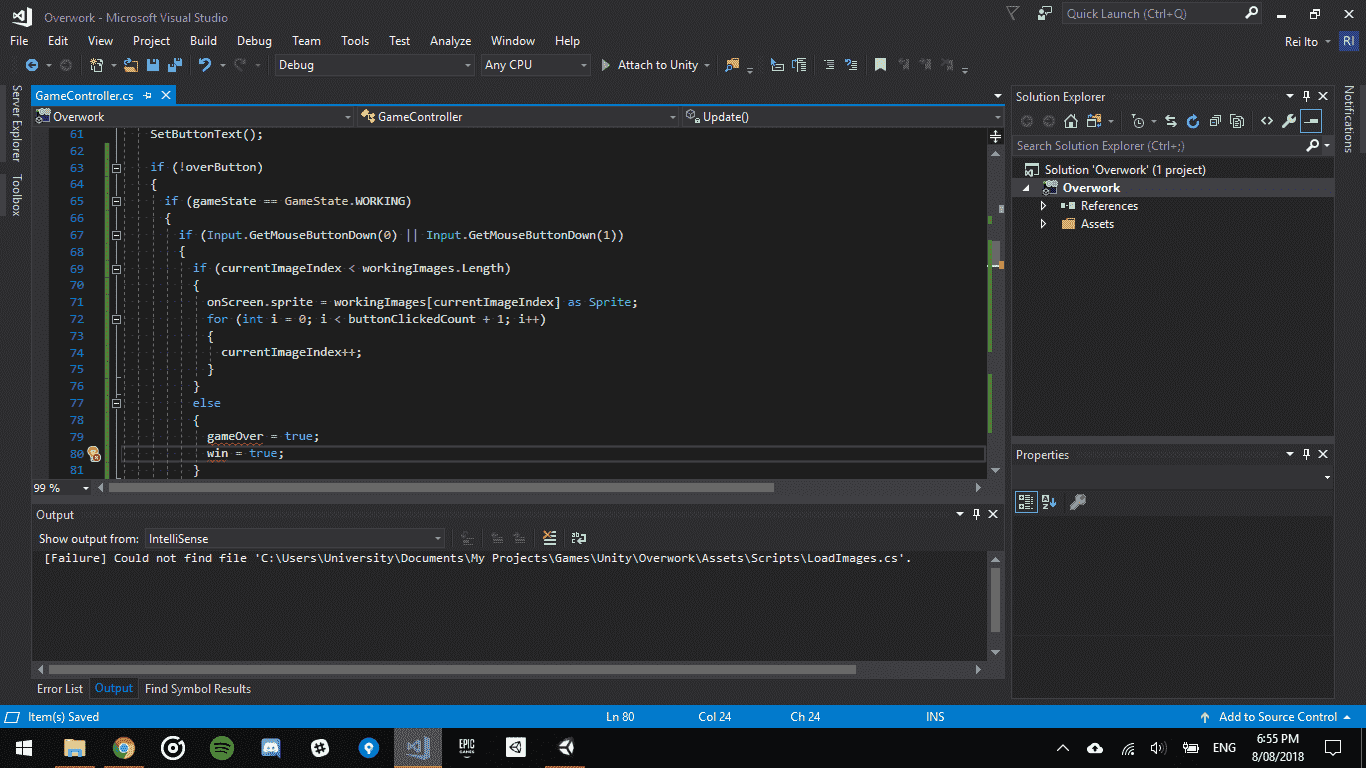 Overwork - Microsoft Visual Studio
Quick Launch (Ctrl+Q)
File Edit View Project Build Debug Team Tools Test Analyze Window Help
Rei Ito RI
Debug Any CPU Attach to Unity
Server Explorer
Toolbox
GameController.cs
Overwork GameController Update()
61 SetButtonText();
62
63 if (!overButton)
64 {
65 if (gameState == GameState.WORKING)
66 {
67 if (Input.GetMouseButtonDown(0) || Input.GetMouseButtonDown(1))
68 {
69 if (currentImageIndex < workingImages.Length)
70 {
71 onScreen.sprite = workingImages[currentImageIndex] as Sprite;
72 for (int i = 0; i < buttonClickedCount + 1; i++)
73 {
74 currentImageIndex++;
75 }
76 }
77 else
78 {
79 gameOver = true;
80 win = true;
81 }
99 %
Output
Show output from: IntelliSense
[Failure] Could not find file 'C:\Users\University\Documents\My Projects\Games\Unity\Overwork\Assets\Scripts\LoadImages.cs'.
Error List Output Find Symbol Results
Solution Explorer
Search Solution Explorer (Ctrl+;)
Solution 'Overwork' (1 project)
Overwork
References
Assets
Properties
Notifications
Item(s) Saved Ln 80 Col 24 Ch 24 INS Add to Source Control
EPIC
GAMES
ENG
6:55 PM
8/08/2018